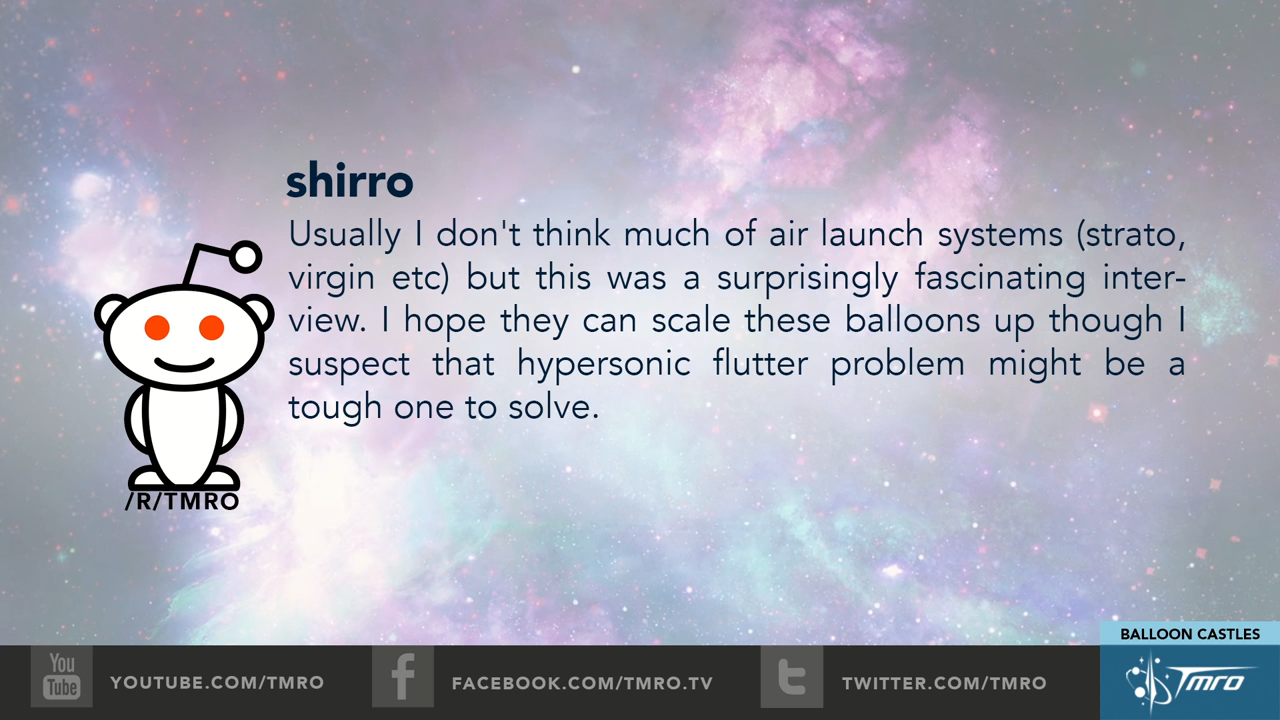 shirro
Usually I don't think much of air launch systems (strato,
virgin etc) but this was a surprisingly fascinating inter-
view. I hope they can scale these balloons up though I
suspect that hypersonic flutter problem might be a
tough one to solve.
/R/TMRO
BALLOON CASTLES
You
Tube
YOUTUBE.COM/TMRO
f
FACEBOOK.COM/TMRO.TV
t
TWITTER.COM/TMRO
Tmro